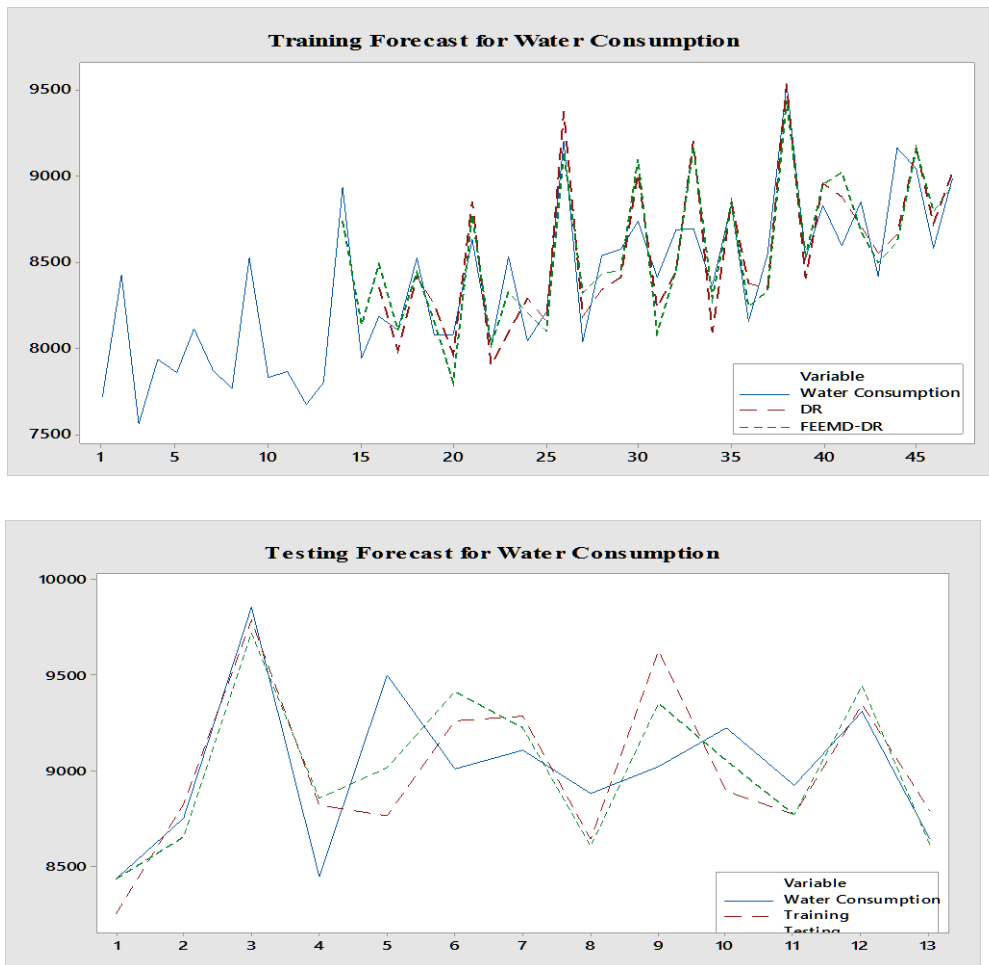 Training Forecast for Water Consumption
9500
9000
8500
8000
7500
Variable
Water Consumption
DR
FEEMD-DR
1 5 10 15 20 25 30 35 40 45
Testing Forecast for Water Consumption
10000
9500
9000
8500
Variable
Water Consumption
Training
Testing
1 2 3 4 5 6 7 8 9 10 11 12 13